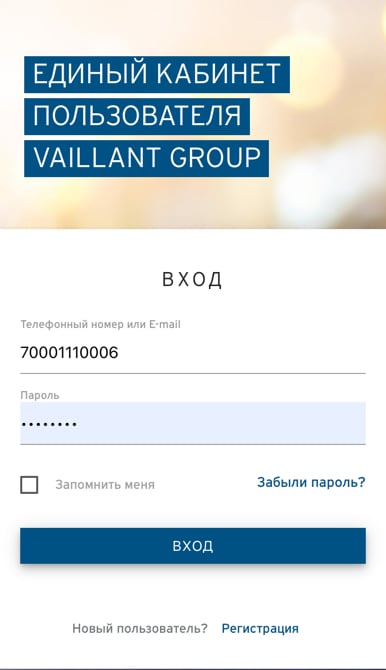 ЕДИНЫЙ КАБИНЕТ
ПОЛЬЗОВАТЕЛЯ
VAILLANT GROUP
ВХОД
Телефонный номер или E-mail
70001110006
Пароль
••••••••
Запомнить меня
Забыли пароль?
ВХОД
Новый пользователь? Регистрация